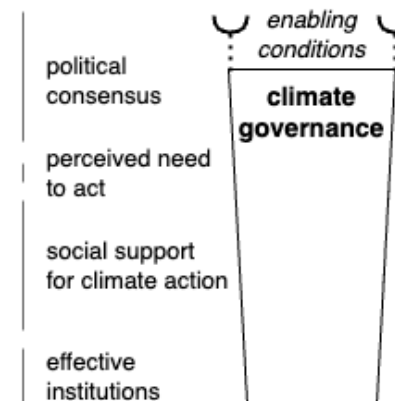 enabling
conditions
political
consensus
climate
governance
perceived need
to act
social support
for climate action
effective
institutions